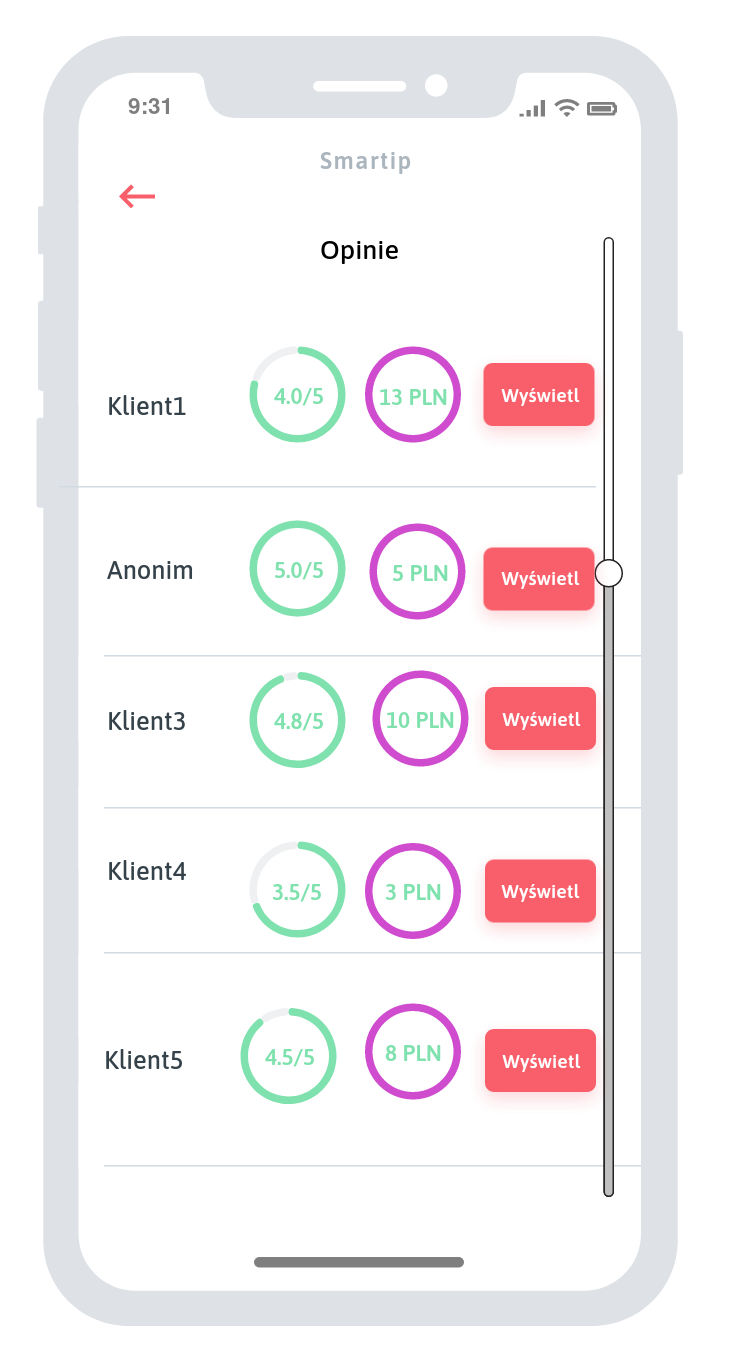 9:31
Smartip
Opinie
Klient1 4.0/5 13 PLN Wyświetl
Anonim 5.0/5 5 PLN Wyświetl
Klient3 4.8/5 10 PLN Wyświetl
Klient4 3.5/5 3 PLN Wyświetl
Klient5 4.5/5 8 PLN Wyświetl